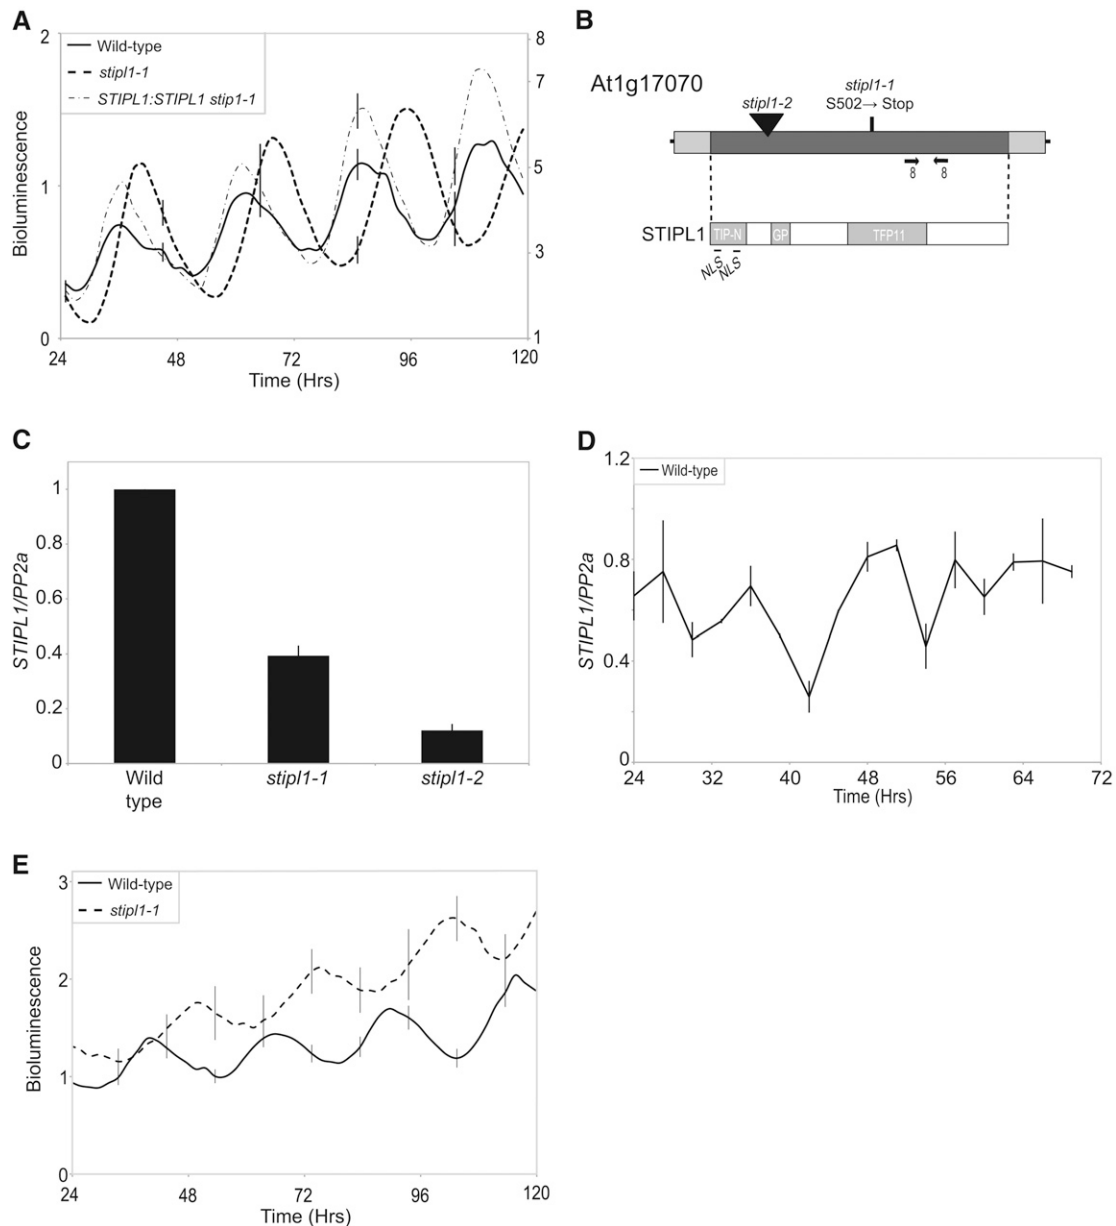 A
2
1
0
Bioluminescence
Wild-type
stipl1-1
STIPL1:STIPL1 stip1-1
8
7
5
3
1
24 48 72 96 120
Time (Hrs)
B
At1g17070
stipl1-2
stipl1-1
S502→ Stop
8 8
STIPL1
TIP-N GP TFP11
NLS NLS
C
STIPL1/PP2a
1
0.8
0.6
0.4
0.2
0
Wild
type
stipl1-1
stipl1-2
D
STIPL1/PP2a
1.2
0.8
0.4
0
Wild-type
24 32 40 48 56 64 72
Time (Hrs)
E
Bioluminescence
3
2
1
0
Wild-type
stipl1-1
24 48 72 96 120
Time (Hrs)